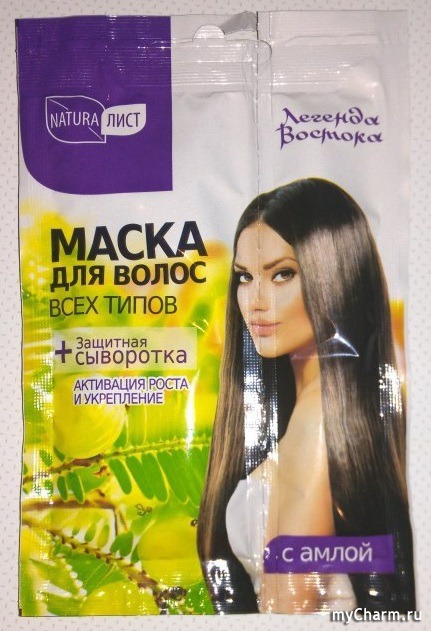 NATURA ЛИСТ
Легенда
Востока
МАСКА
ДЛЯ ВОЛОС
ВСЕХ ТИПОВ
+ Защитная
сыворотка
АКТИВАЦИЯ РОСТА
И УКРЕПЛЕНИЕ
с амлой
myCharm.ru